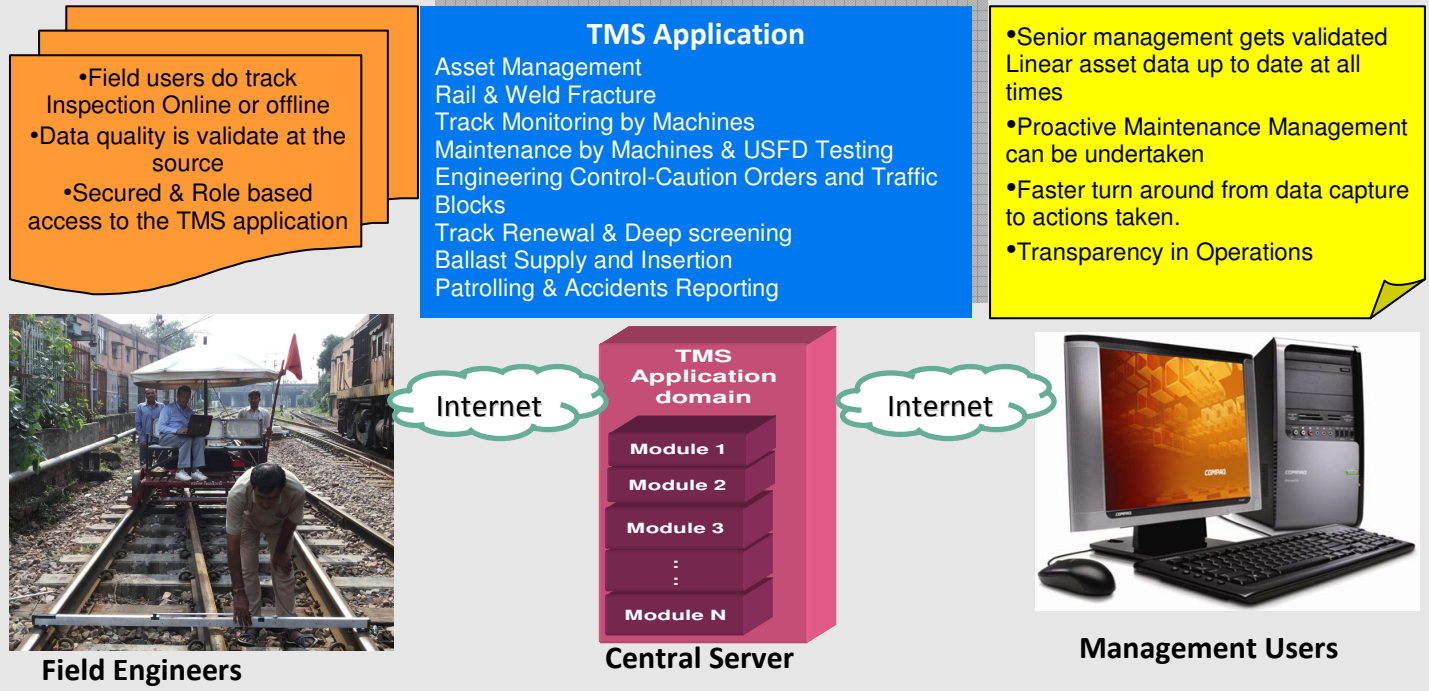 •Field users do track
Inspection Online or offline
•Data quality is validate at the
source
•Secured & Role based
access to the TMS application
TMS Application
Asset Management
Rail & Weld Fracture
Track Monitoring by Machines
Maintenance by Machines & USFD Testing
Engineering Control-Caution Orders and Traffic
Blocks
Track Renewal & Deep screening
Ballast Supply and Insertion
Patrolling & Accidents Reporting
•Senior management gets validated
Linear asset data up to date at all
times
•Proactive Maintenance Management
can be undertaken
•Faster turn around from data capture
to actions taken.
•Transparency in Operations
Internet
TMS
Application
domain
Module 1
Module 2
Module 3
:
:
Module N
Internet
COMPAQ
COMPAQ
Field Engineers
Central Server
Management Users